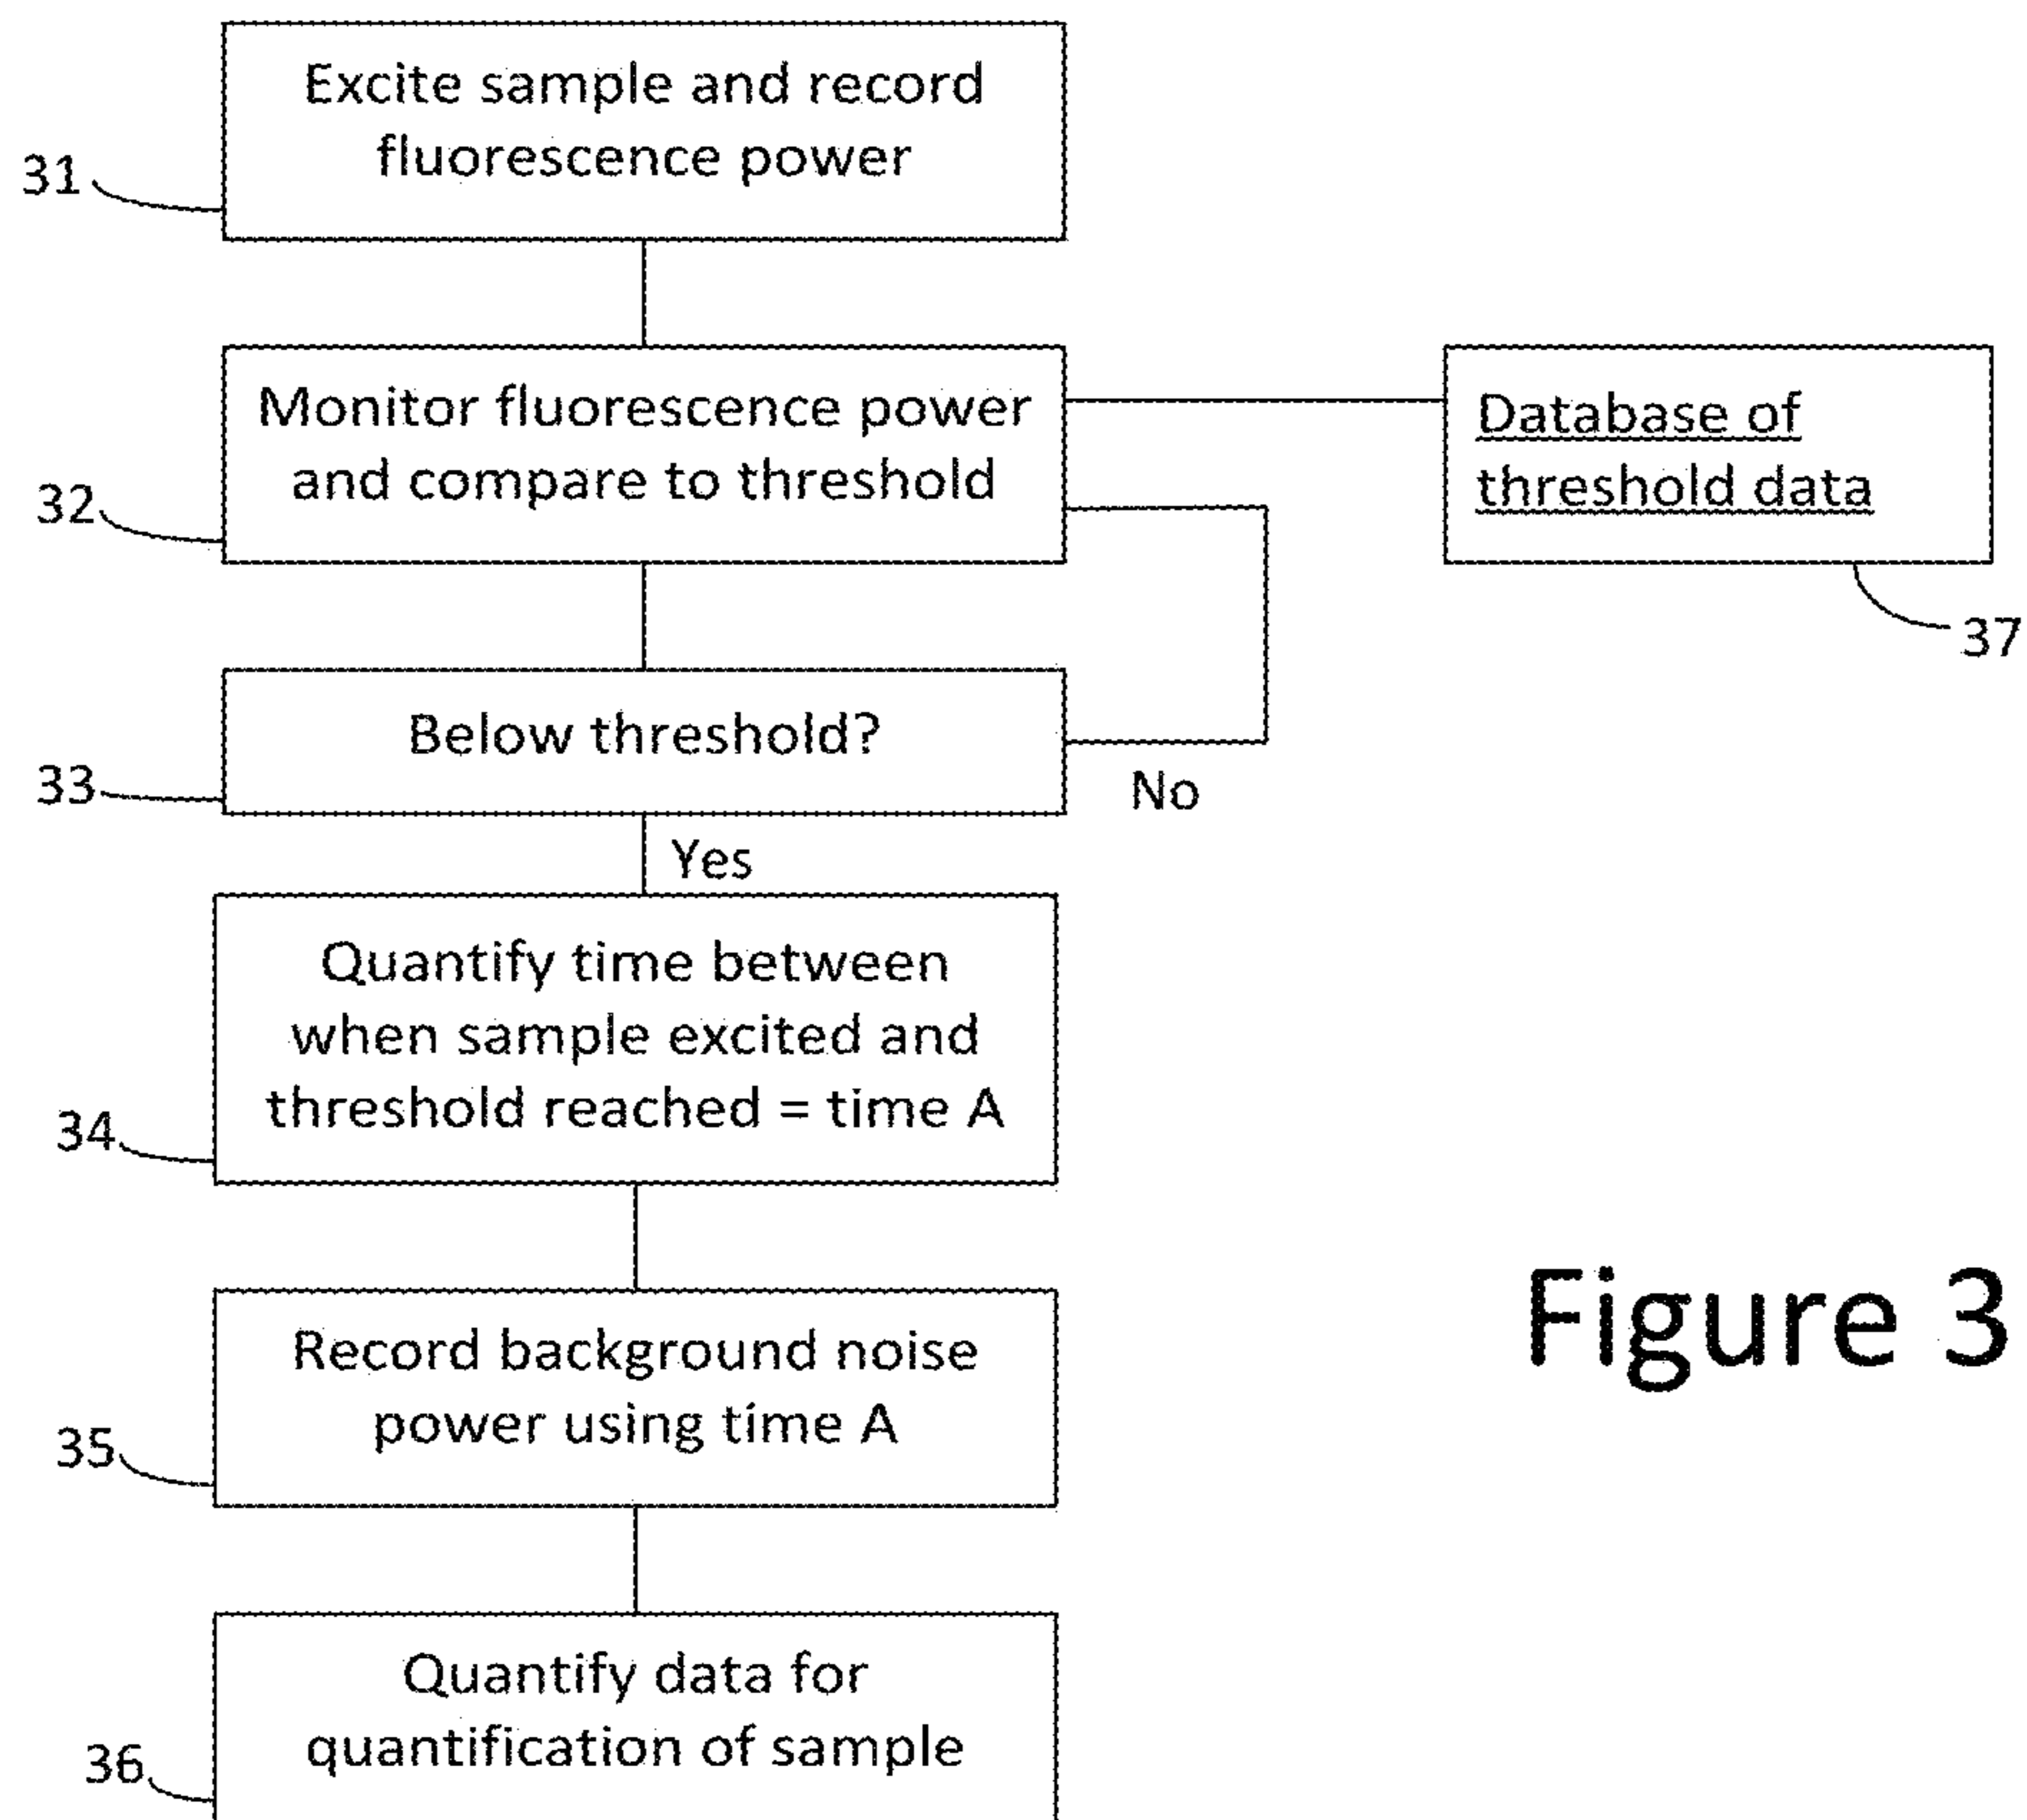 Excite sample and record
fluorescence power
31
Monitor fluorescence power
and compare to threshold
32
Database of
threshold data
37
Below threshold?
33
No
Yes
Quantify time between
when sample excited and
threshold reached = time A
34
Record background noise
power using time A
35
Quantify data for
quantification of sample
36
Figure 3